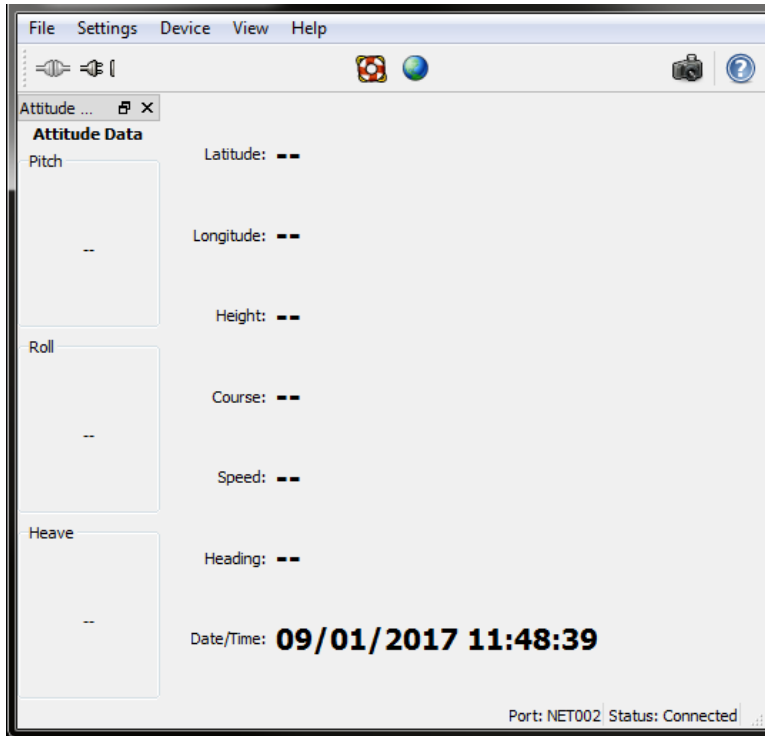 File Settings Device View Help
Attitude ...
Attitude Data
Pitch
--
Roll
--
Heave
--
Latitude: --
Longitude: --
Height: --
Course: --
Speed: --
Heading: --
Date/Time: 09/01/2017 11:48:39
Port: NET002 Status: Connected